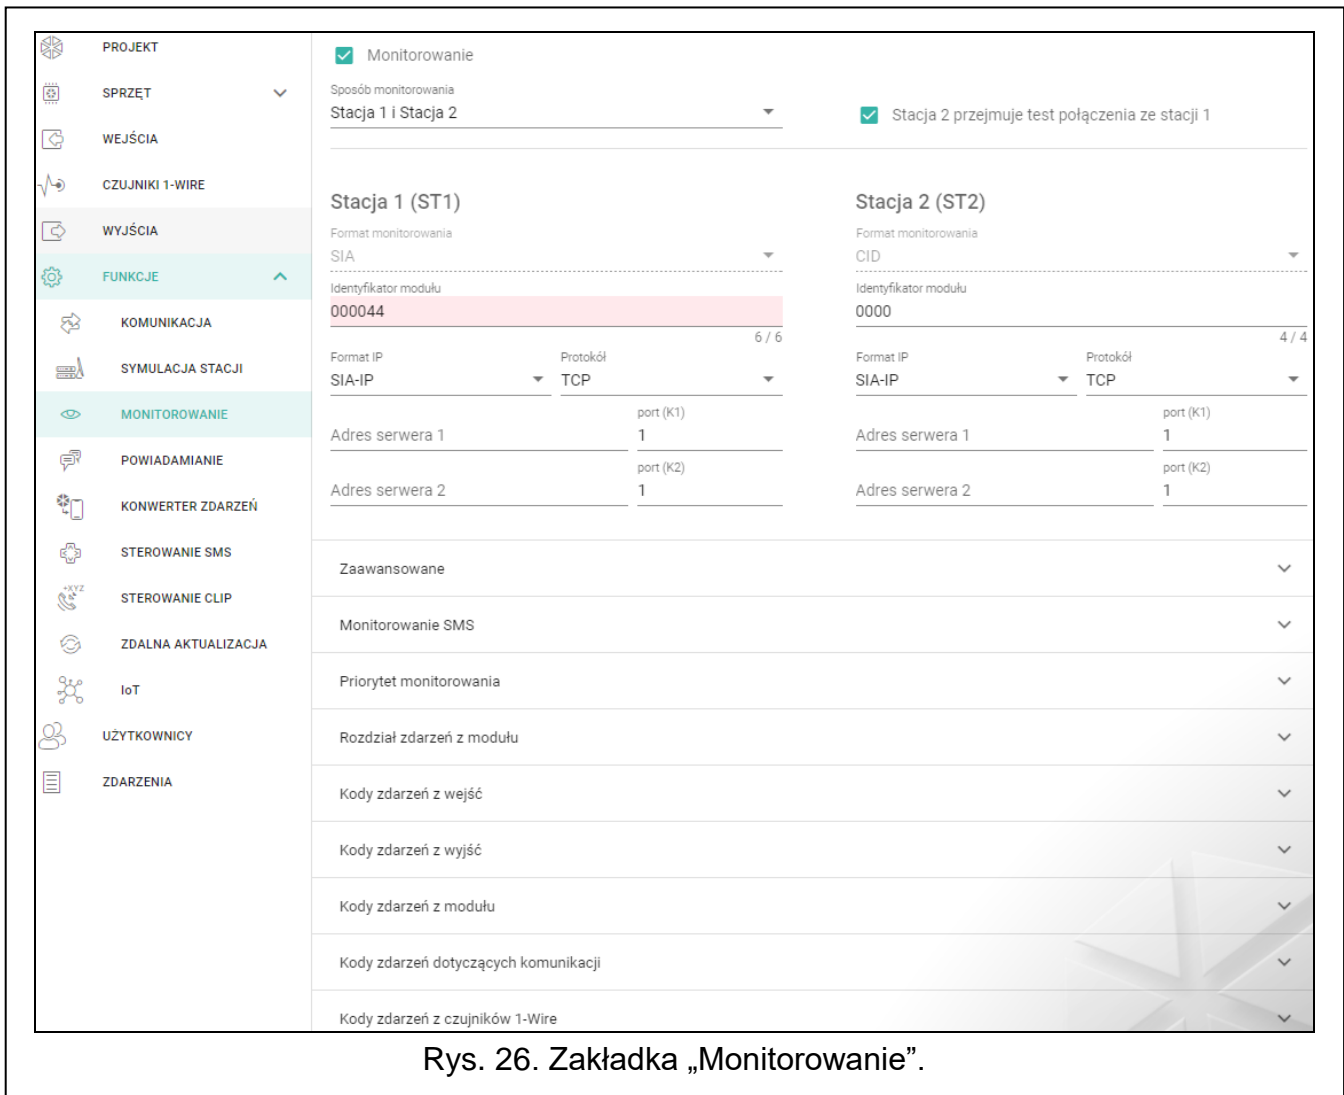 PROJEKT
SPRZĘT
WEJŚCIA
CZUJNIKI 1-WIRE
WYJŚCIA
FUNKCJE
KOMUNIKACJA
SYMULACJA STACJI
MONITOROWANIE
POWIADAMIANIE
KONWERTER ZDARZEŃ
STEROWANIE SMS
+XYZ
STEROWANIE CLIP
ZDALNA AKTUALIZACJA
IoT
UŻYTKOWNICY
ZDARZENIA
Monitorowanie
Sposób monitorowania
Stacja 1 i Stacja 2
Stacja 2 przejmuje test połączenia ze stacji 1
Stacja 1 (ST1)
Format monitorowania
SIA
Identyfikator modułu
000044
6 / 6
Format IP
SIA-IP
Protokół
TCP
Adres serwera 1
port (K1)
1
Adres serwera 2
port (K2)
1
Stacja 2 (ST2)
Format monitorowania
CID
Identyfikator modułu
0000
4 / 4
Format IP
SIA-IP
Protokół
TCP
Adres serwera 1
port (K1)
1
Adres serwera 2
port (K2)
1
Zaawansowane
Monitorowanie SMS
Priorytet monitorowania
Rozdział zdarzeń z modułu
Kody zdarzeń z wejść
Kody zdarzeń z wyjść
Kody zdarzeń z modułu
Kody zdarzeń dotyczących komunikacji
Kody zdarzeń z czujników 1-Wire
Rys. 26. Zakładka „Monitorowanie”.